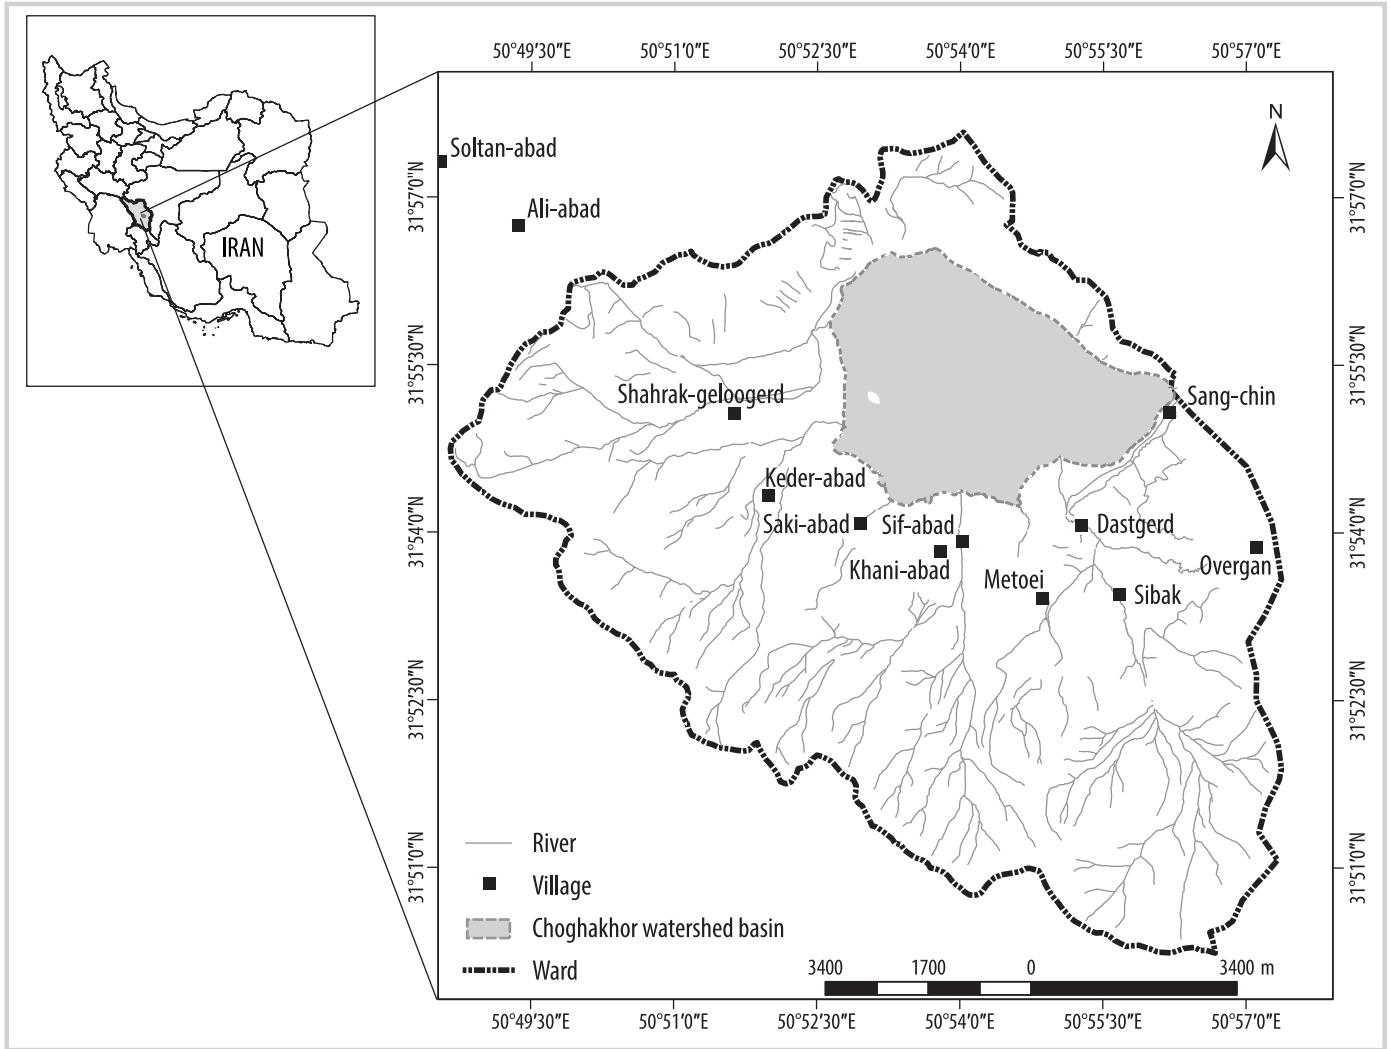 50°49'30"E 50°51'0"E 50°52'30"E 50°54'0"E 50°55'30"E 50°57'0"E
N
Soltan-abad
Ali-abad
IRAN
31°57'0"N 31°57'0"N
31°55'30"N 31°55'30"N
Shahrak-geloogerd
Sang-chin
Keder-abad
Saki-abad Sif-abad Dastgerd
31°54'0"N 31°54'0"N
Khani-abad Metoei Overgan
Sibak
31°52'30"N 31°52'30"N
31°51'0"N 31°51'0"N
River
Village
Choghakhor watershed basin
Ward
3400 1700 0 3400 m
50°49'30"E 50°51'0"E 50°52'30"E 50°54'0"E 50°55'30"E 50°57'0"E